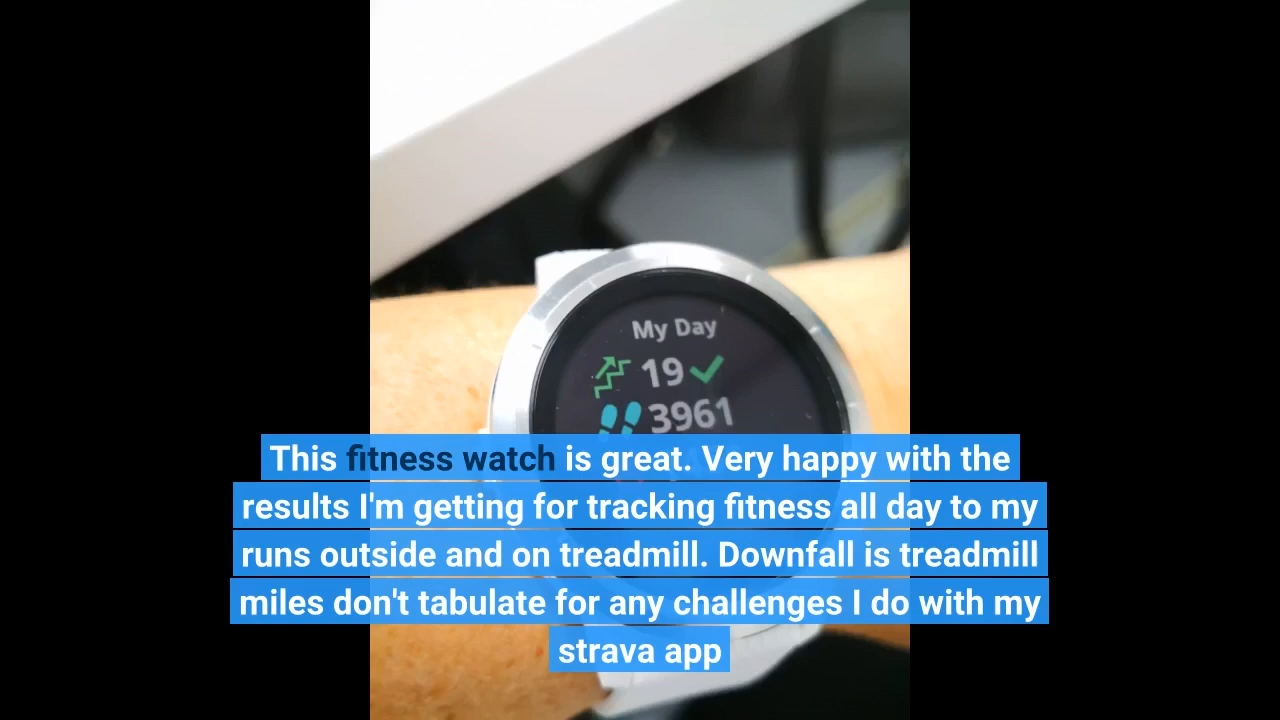 My Day
19
3961
This fitness watch is great. Very happy with the
results I'm getting for tracking fitness all day to my
runs outside and on treadmill. Downfall is treadmill
miles don't tabulate for any challenges I do with my
strava app